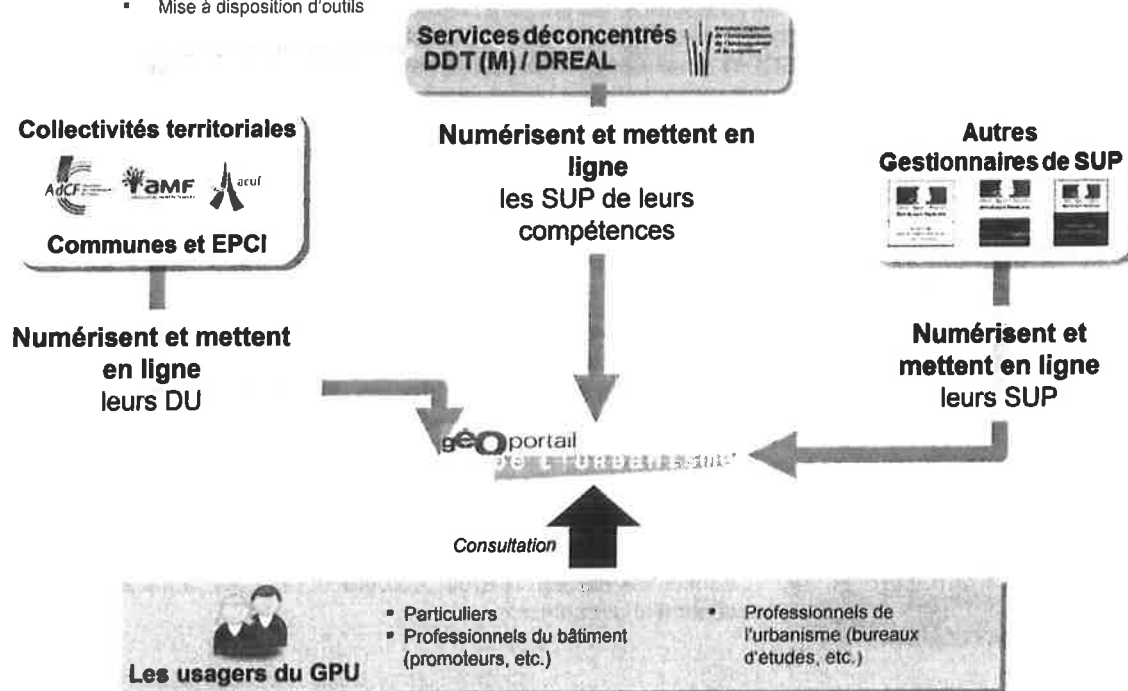 ▪ Mise à disposition d'outils
Services déconcentrés
DDT (M) / DREAL
Collectivités territoriales
AdCF
aMF
acuf
Communes et EPCI
Numérisent et mettent en
ligne
les SUP de leurs
compétences
Autres
Gestionnaires de SUP
Numérisent et mettent
en ligne
leurs DU
Numérisent et
mettent en ligne
leurs SUP
géoportail
De L'URBANISME
Consultation
▪ Particuliers
▪ Professionnels du bâtiment
(promoteurs, etc.)
▪ Professionnels de
l'urbanisme (bureaux
d'études, etc.)
Les usagers du GPU